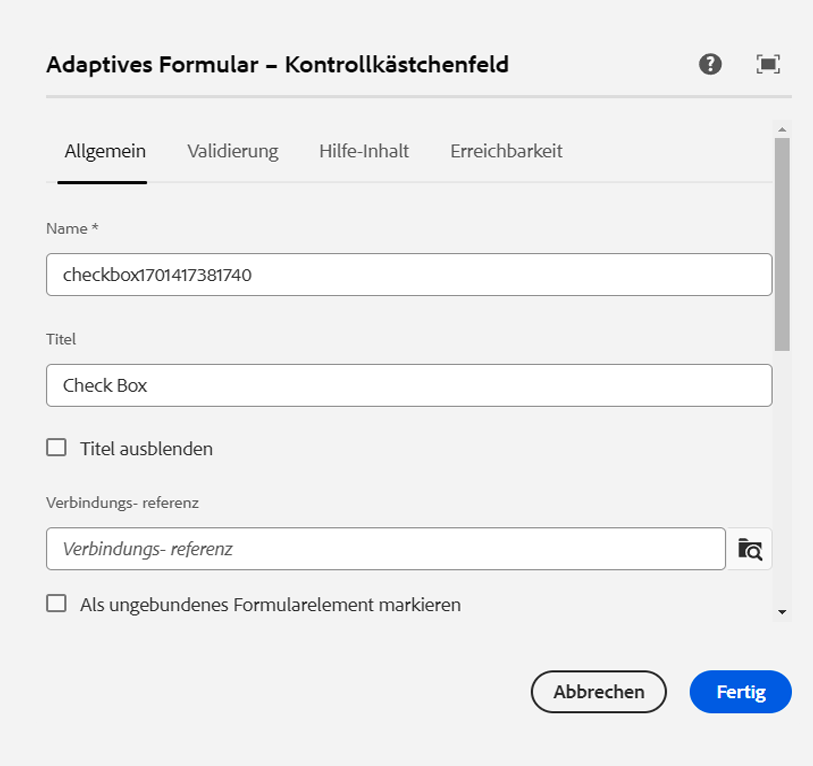 Adaptives Formular – Kontrollkästchenfeld
Allgemein Validierung Hilfe-Inhalt Erreichbarkeit
Name *
checkbox1701417381740
Titel
Check Box
Titel ausblenden
Verbindungs- referenz
Verbindungs- referenz
Als ungebundenes Formularelement markieren
Abbrechen Fertig